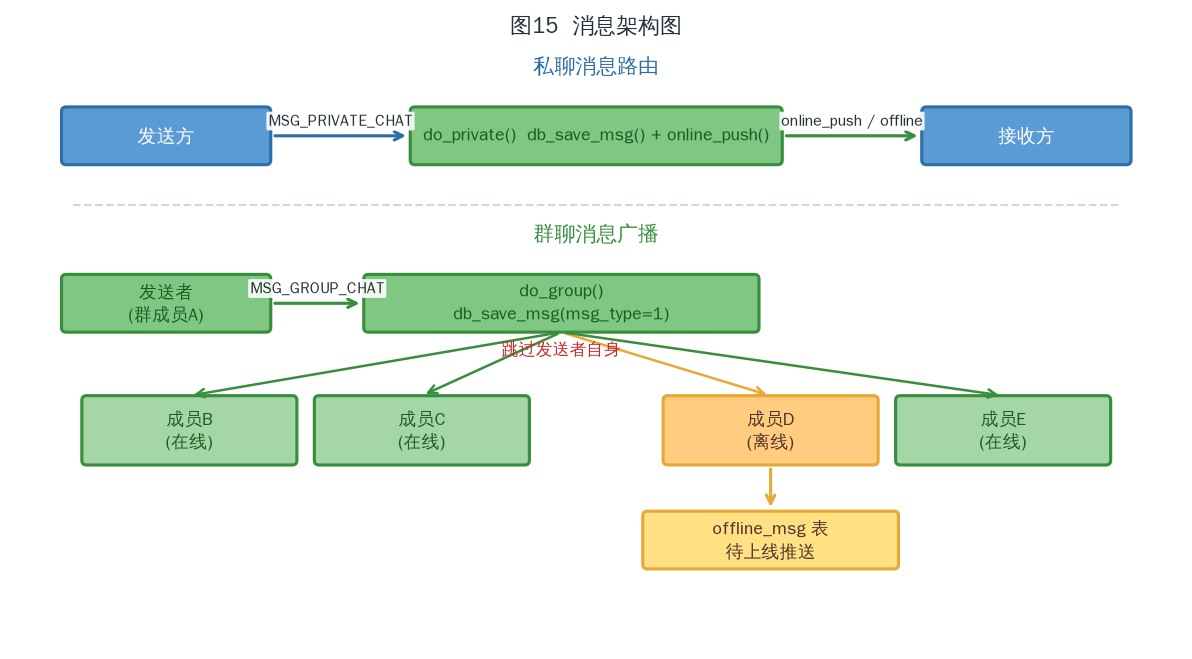 图15  消息架构图
私聊消息路由
发送方
MSG_PRIVATE_CHAT
do_private()  db_save_msg() + online_push()
online_push / offline
接收方
群聊消息广播
发送者
(群成员A)
MSG_GROUP_CHAT
do_group()
db_save_msg(msg_type=1)
跳过发送者自身
成员B
(在线)
成员C
(在线)
成员D
(离线)
成员E
(在线)
offline_msg 表
待上线推送